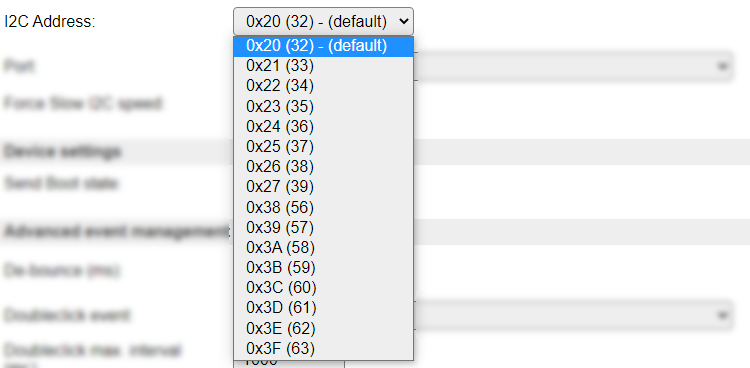 I2C Address:
0x20 (32) - (default)
0x20 (32) - (default)
0x21 (33)
Port
0x22 (34)
0x23 (35)
Force Slow I2C speed
0x24 (36)
0x25 (37)
Device settings
0x26 (38)
Send Boot state
0x27 (39)
0x38 (56)
0x39 (57)
Advanced event management
0x3A (58)
0x3B (59)
De-bounce (ms)
0x3C (60)
0x3D (61)
Doubleclick event
0x3E (62)
0x3F (63)
Doubleclick max. interval